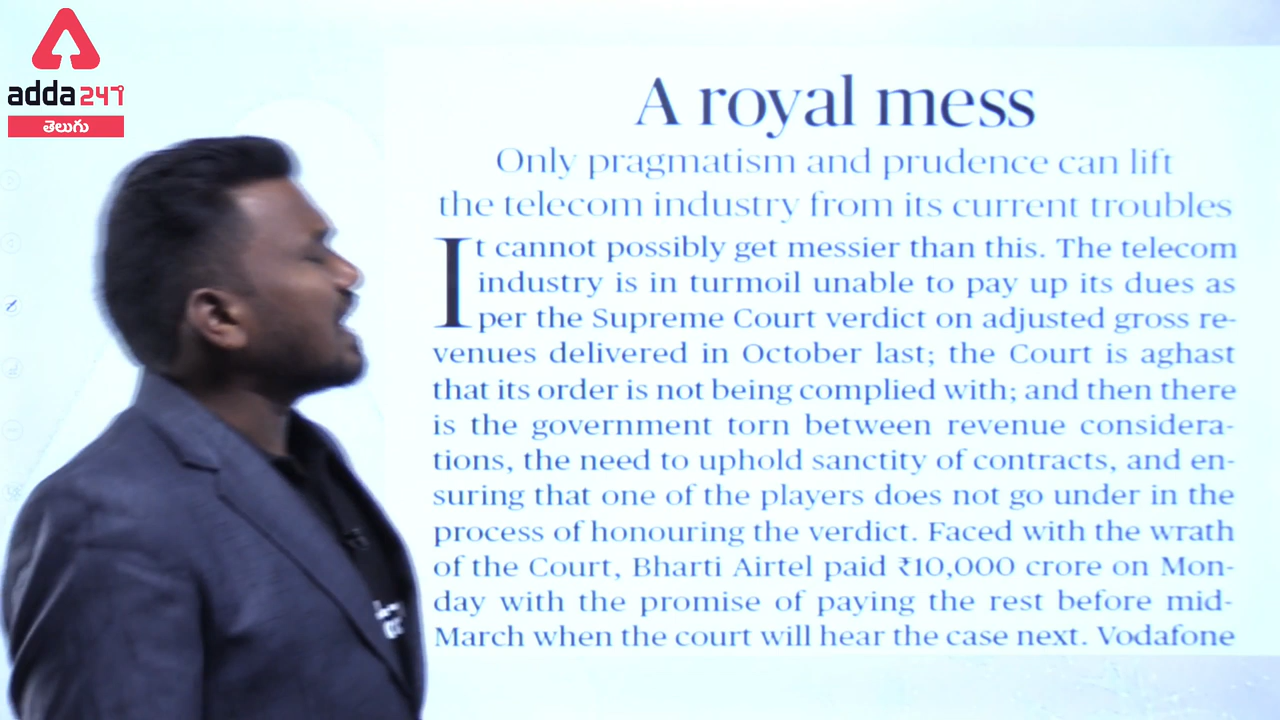 adda247
తెలుగు
A royal mess
Only pragmatism and prudence can lift
the telecom industry from its current troubles
It cannot possibly get messier than this. The telecom
industry is in turmoil unable to pay up its dues as
per the Supreme Court verdict on adjusted gross re-
venues delivered in October last; the Court is aghast
that its order is not being complied with; and then there
is the government torn between revenue considera-
tions, the need to uphold sanctity of contracts, and en-
suring that one of the players does not go under in the
process of honouring the verdict. Faced with the wrath
of the Court, Bharti Airtel paid ₹10,000 crore on Mon-
day with the promise of paying the rest before mid-
March when the court will hear the case next. Vodafone